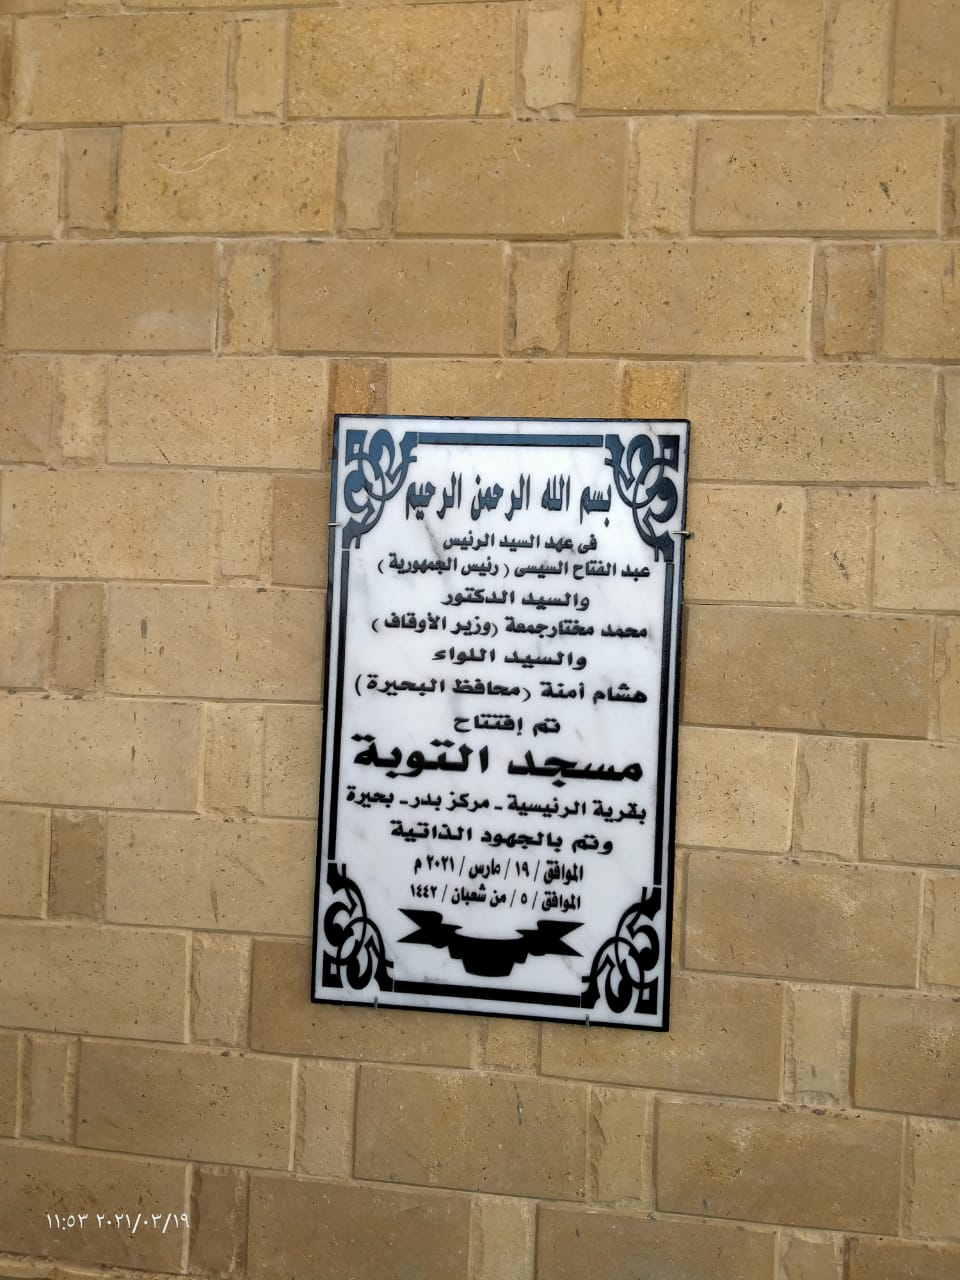 بسم الله الرحمن الرحيم
فى عهد السيد الرئيس
عبد الفتاح السيسى ( رئيس الجمهورية )
والسيد الدكتور
محمد مختارجمعة (وزير الأوقاف )
والسيد اللواء
هشام أمنة (محافظ البحيرة )
تم إفتتاح
مسجد التوبة
بقرية الرئيسية - مركز بدر - بحيرة
وتم بالجهود الذاتية
الموافق / ١٩ / مارس / ٢٠٢١ م
الموافق / ٥ / من شعبان / ١٤٤٢
١١:٥٣ ٢٠٢١/٠٣/١٩